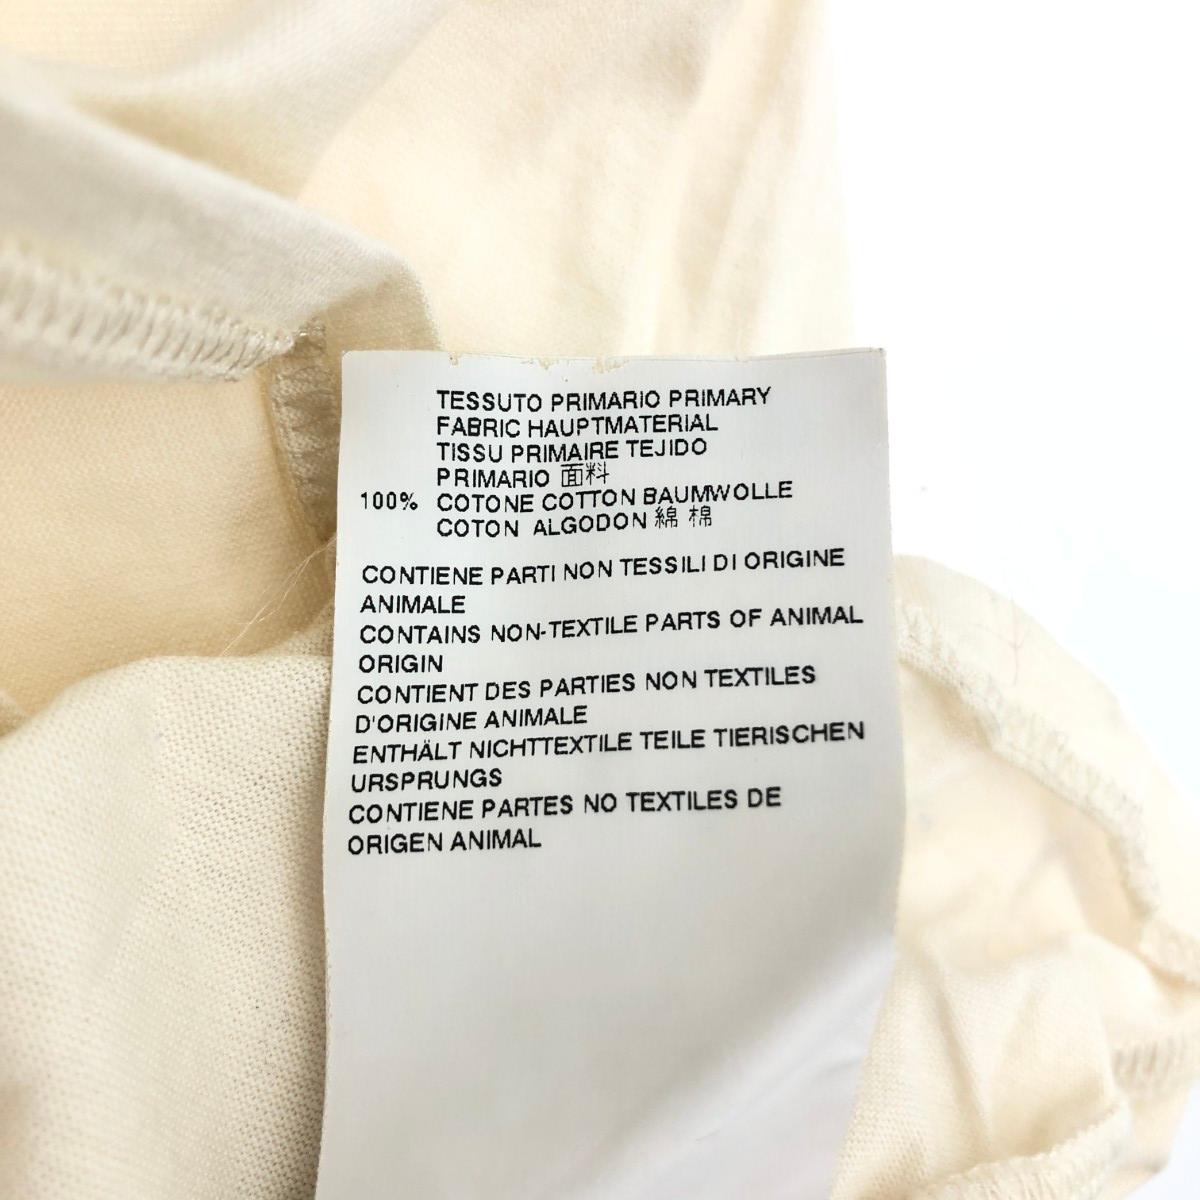 TESSUTO PRIMARIO PRIMARY
FABRIC HAUPTMATERIAL
TISSU PRIMAIRE TEJIDO
PRIMARIO 面料
100% COTONE COTTON BAUMWOLLE
COTON ALGODON 綿 棉
CONTIENE PARTI NON TESSILI DI ORIGINE
ANIMALE
CONTAINS NON-TEXTILE PARTS OF ANIMAL
ORIGIN
CONTIENT DES PARTIES NON TEXTILES
D'ORIGINE ANIMALE
ENTHÄLT NICHTTEXTILE TEILE TIERISCHEN
URSPRUNGS
CONTIENE PARTES NO TEXTILES DE
ORIGEN ANIMAL